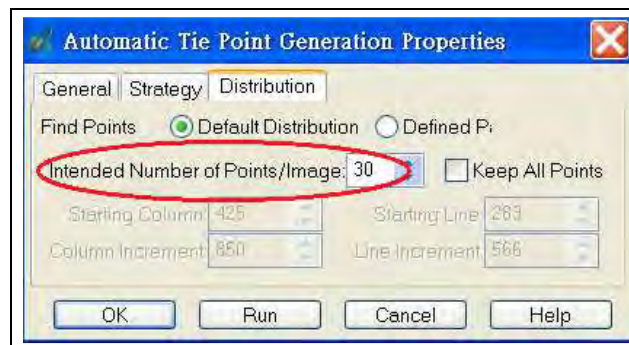 Automatic Tie Point Generation Properties
General Strategy Distribution
Find Points Default Distribution Defined P
Intended Number of Points/Image: 30 Keep All Points
Starting Column 425 Starting Line 283
Column Increment 850 Line Increment 566
OK Run Cancel Help